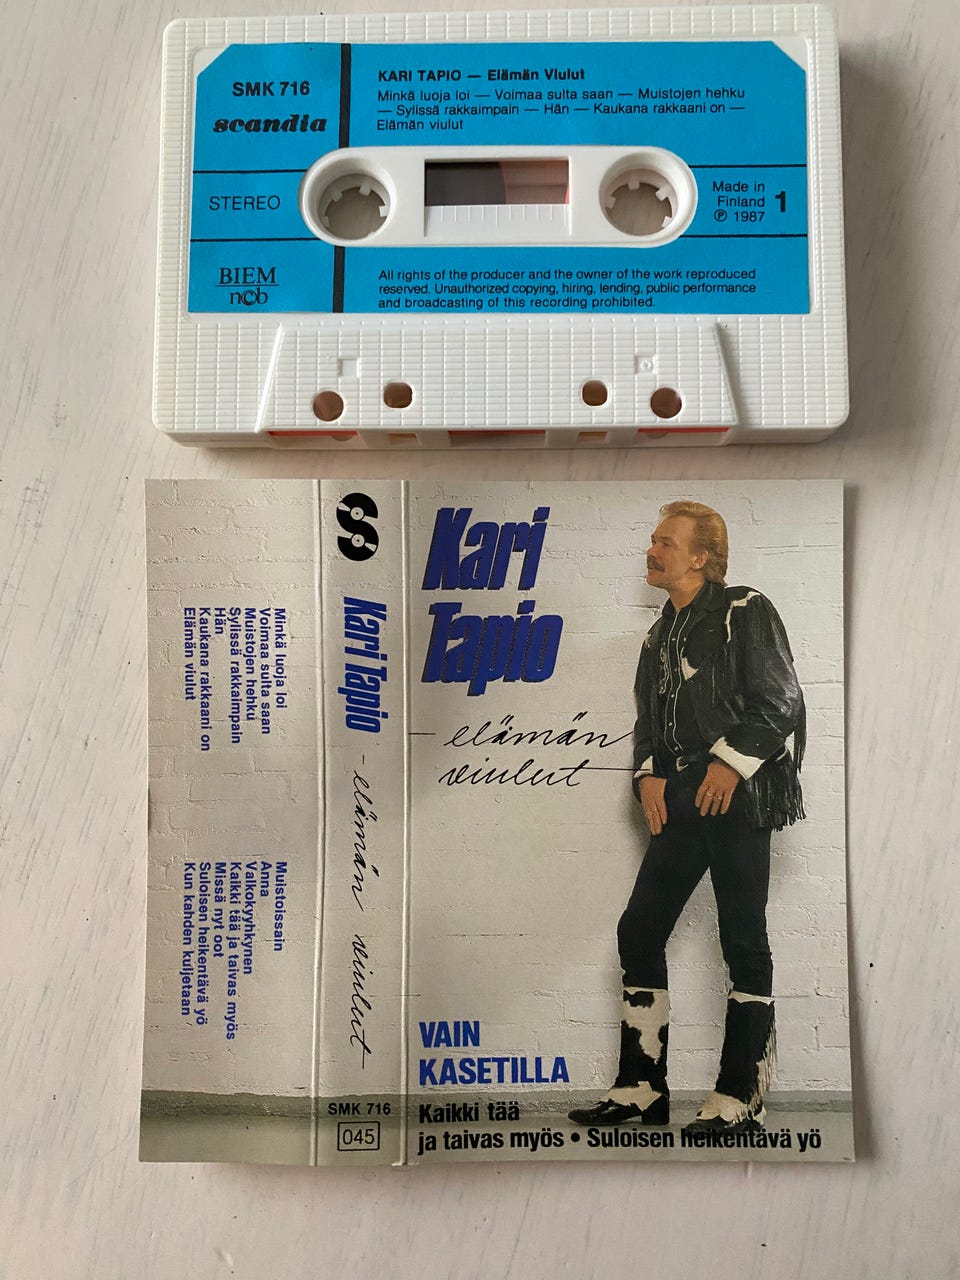 SMK 716
scandia
KARI TAPIO — Elämän Viulut
Minkä luoja loi — Voimaa sulta saan — Muistojen hehku
— Sylissä rakkaimpain — Hän — Kaukana rakkaani on —
Elämän viulut
STEREO
Made in
Finland
℗ 1987
1
BIEM
ncb
All rights of the producer and the owner of the work reproduced
reserved. Unauthorized copying, hiring, lending, public performance
and broadcasting of this recording prohibited.
Minkä luoja loi
Voimaa sulta saan
Muistojen hehku
Sylissä rakkaimpain
Hän
Kaukana rakkaani on
Elämän viulut
Muistoissain
Anna
Valkokyyhkynen
Kaikki tää ja taivas myös
Missä nyt oot
Suloisen heikentävä yö
Kun kahden kuljetaan
Kari Tapio
– elämän viulut –
SMK 716
045
Kari
Tapio
– elämän
viulut –
VAIN
KASETILLA
Kaikki tää
ja taivas myös • Suloisen heikentävä yö